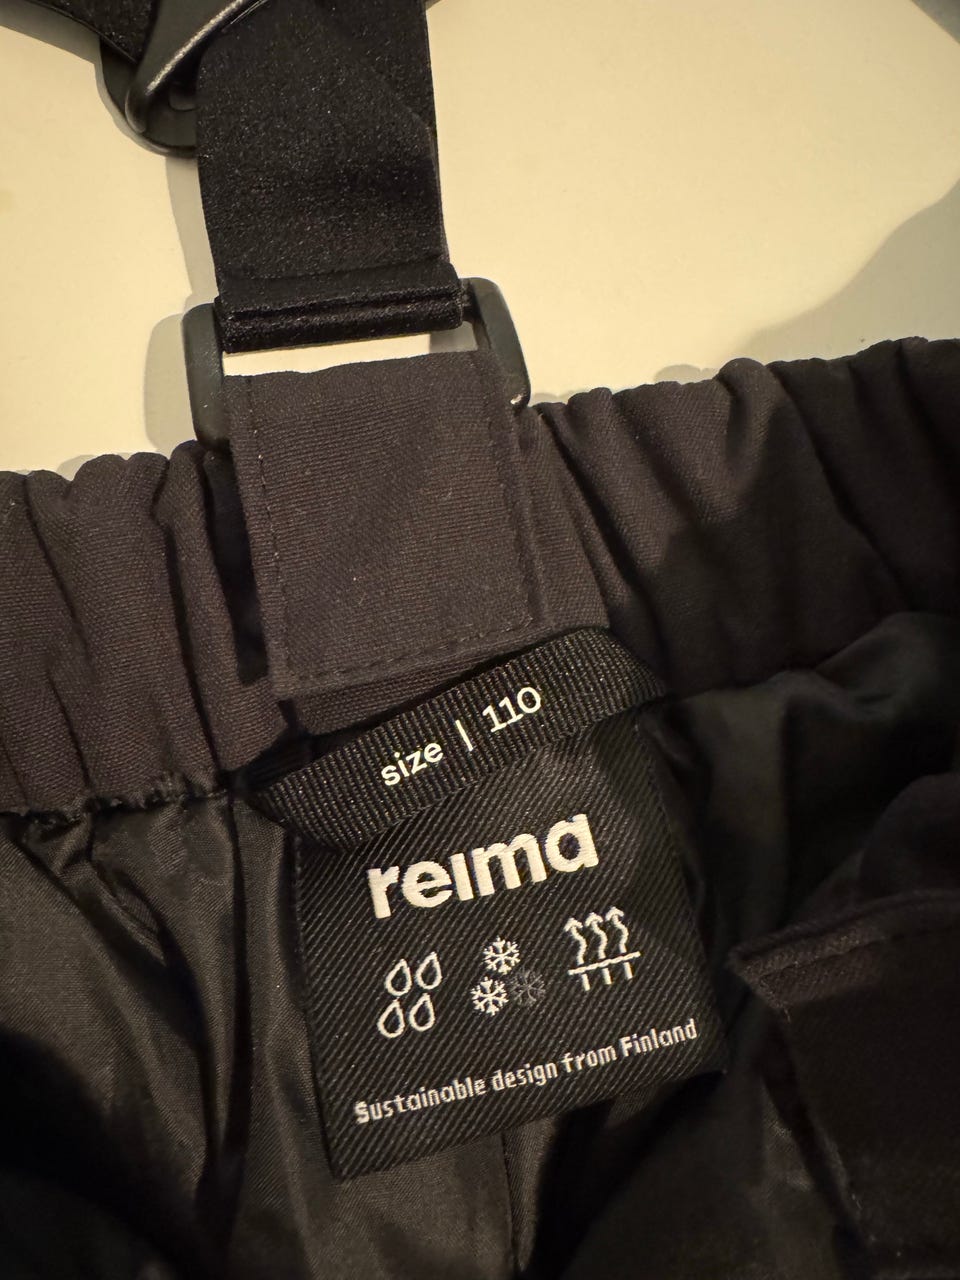 size | 110
reima
Sustainable design from Finland